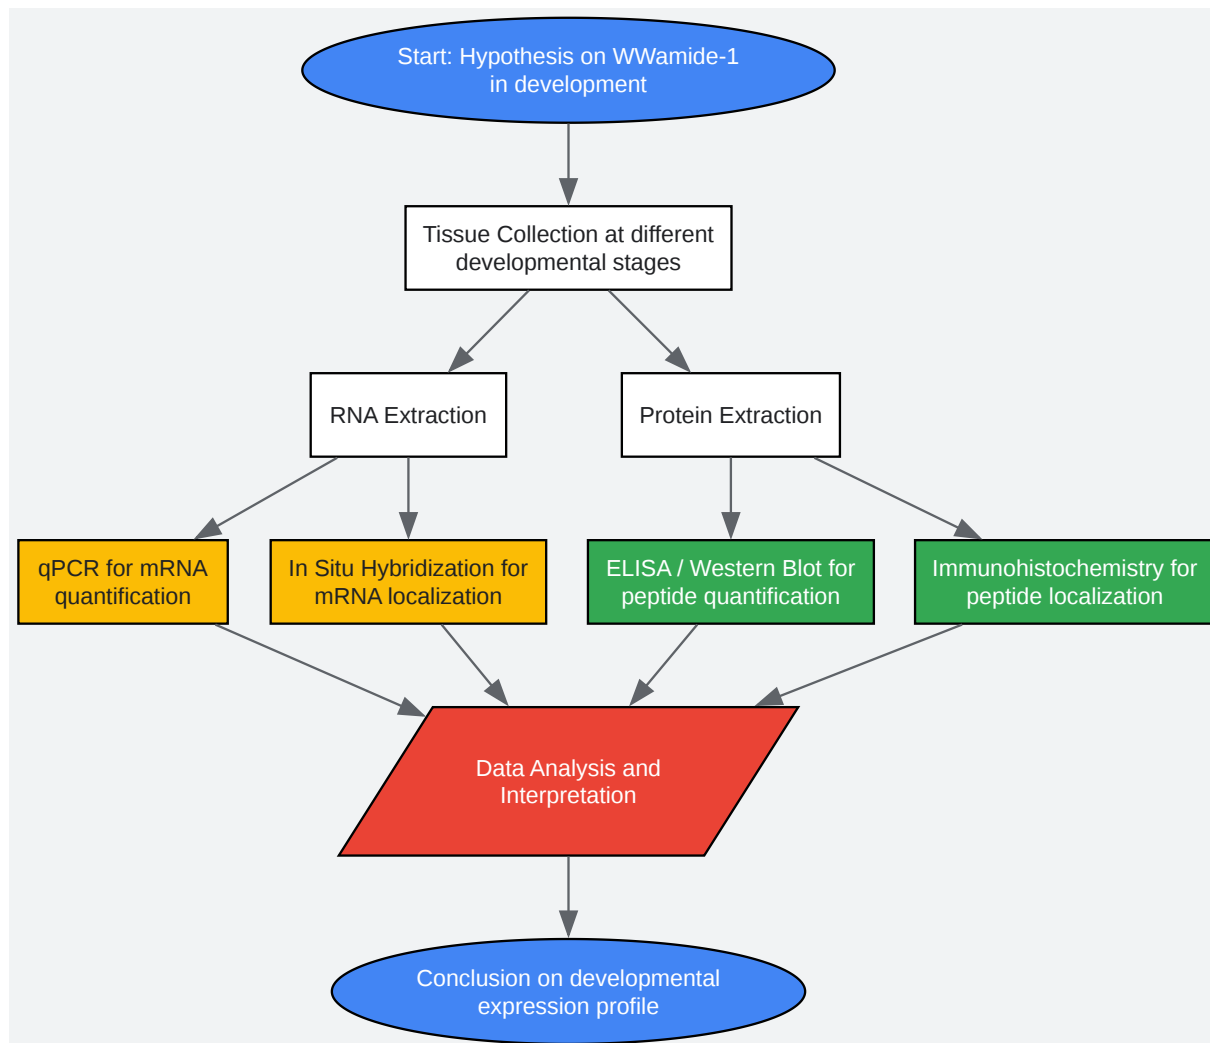 Start: Hypothesis on WWamide-1
in development
Tissue Collection at different
developmental stages
RNA Extraction
Protein Extraction
qPCR for mRNA
quantification
In Situ Hybridization for
mRNA localization
ELISA / Western Blot for
peptide quantification
Immunohistochemistry for
peptide localization
Data Analysis and
Interpretation
Conclusion on developmental
expression profile